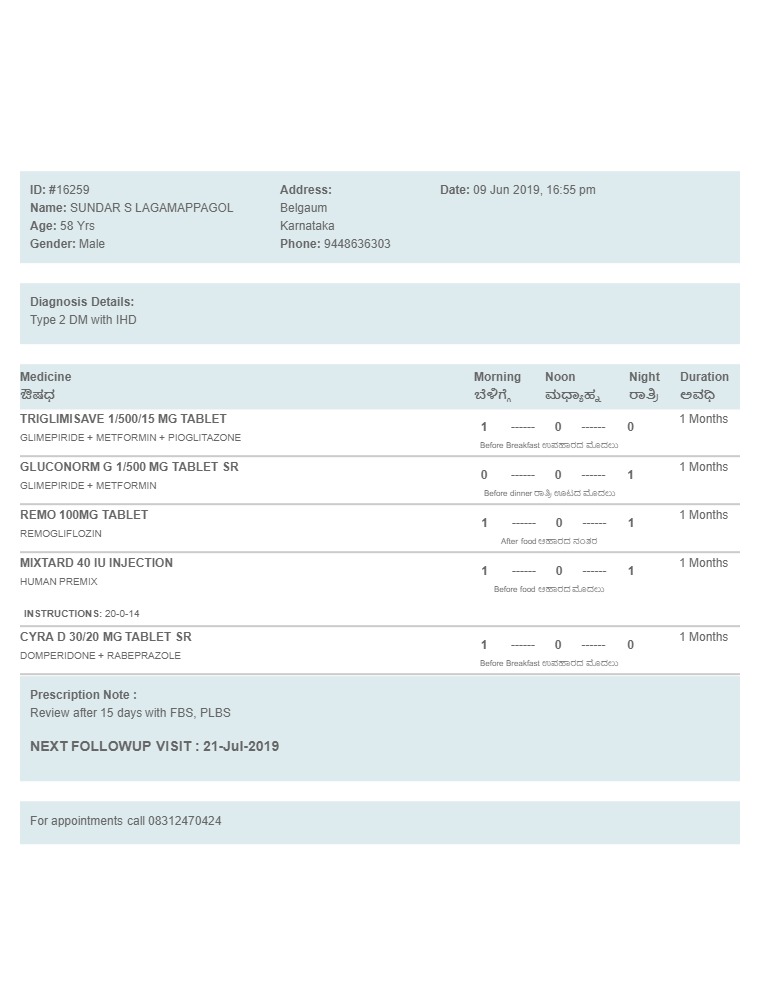 ID: #16259
Name: SUNDAR S LAGAMAPPAGOL
Age: 58 Yrs
Gender: Male
Address:
Belgaum
Karnataka
Phone: 9448636303
Date: 09 Jun 2019, 16:55 pm
Diagnosis Details:
Type 2 DM with IHD
Medicine Morning Noon Night Duration
ಔಷಧ ಬೆಳಿಗ್ಗೆ ಮಧ್ಯಾಹ್ನ ರಾತ್ರಿ ಅವಧಿ
TRIGLIMISAVE 1/500/15 MG TABLET 1 ------ 0 ------ 0 1 Months
GLIMEPIRIDE + METFORMIN + PIOGLITAZONE Before Breakfast ಉಪಹಾರದ ಮೊದಲು
GLUCONORM G 1/500 MG TABLET SR 0 ------ 0 ------ 1 1 Months
GLIMEPIRIDE + METFORMIN Before dinner ರಾತ್ರಿ ಊಟದ ಮೊದಲು
REMO 100MG TABLET 1 ------ 0 ------ 1 1 Months
REMOGLIFLOZIN After food ಆಹಾರದ ನಂತರ
MIXTARD 40 IU INJECTION 1 ------ 0 ------ 1 1 Months
HUMAN PREMIX Before food ಆಹಾರದ ಮೊದಲು
INSTRUCTIONS: 20-0-14
CYRA D 30/20 MG TABLET SR 1 ------ 0 ------ 0 1 Months
DOMPERIDONE + RABEPRAZOLE Before Breakfast ಉಪಹಾರದ ಮೊದಲು
Prescription Note :
Review after 15 days with FBS, PLBS
NEXT FOLLOWUP VISIT : 21-Jul-2019
For appointments call 08312470424